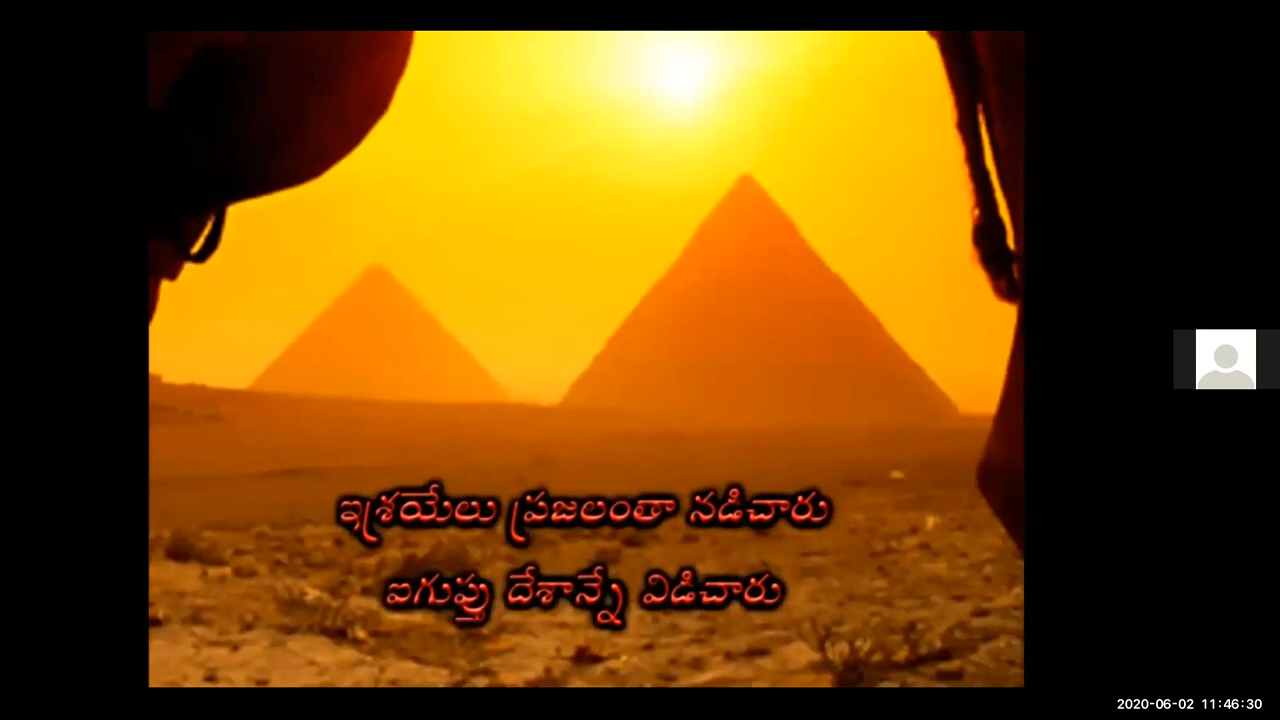 ఇశ్రయేలు ప్రజలంతా నడిచారు
ఐగుప్తు దేశాన్నే విడిచారు
2020-06-02 11:46:30